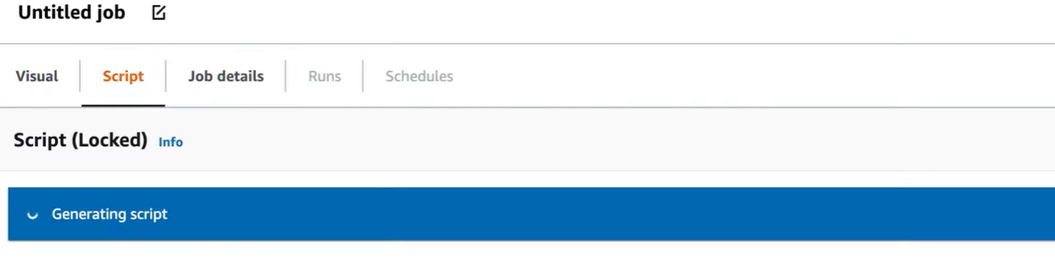 Untitled job
Visual Script Job details Runs Schedules
Script (Locked) Info
Generating script